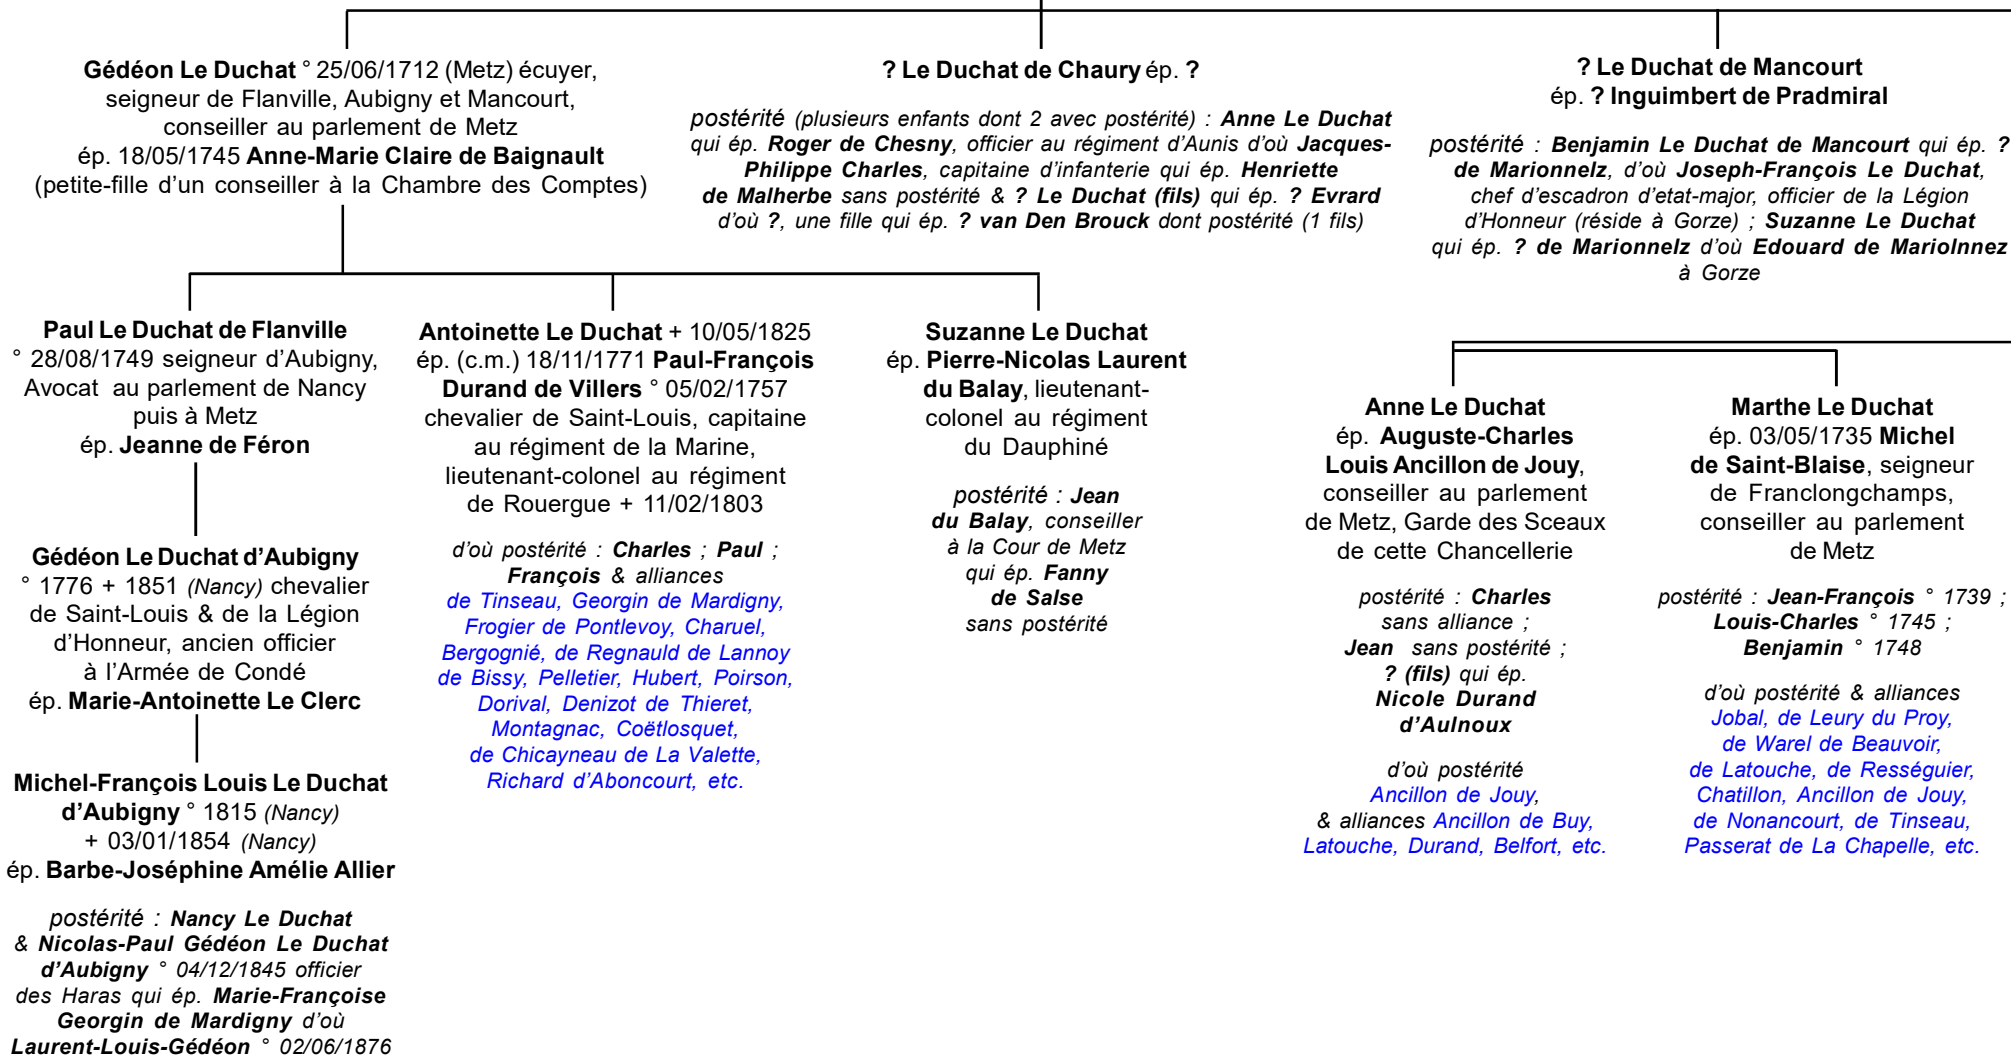 Gédéon Le Duchat ° 25/06/1712 (Metz) écuyer,
seigneur de Flanville, Aubigny et Mancourt,
conseiller au parlement de Metz
ép. 18/05/1745 Anne-Marie Claire de Baignault
(petite-fille d'un conseiller à la Chambre des Comptes)
? Le Duchat de Chaury ép. ?
postérité (plusieurs enfants dont 2 avec postérité) : Anne Le Duchat
qui ép. Roger de Chesny, officier au régiment d'Aunis d'où Jacques-
Philippe Charles, capitaine d'infanterie qui ép. Henriette
de Malherbe sans postérité & ? Le Duchat (fils) qui ép. ? Evrard
d'où ?, une fille qui ép. ? van Den Brouck dont postérité (1 fils)
? Le Duchat de Mancourt
ép. ? Inguimbert de Pradmiral
postérité : Benjamin Le Duchat de Mancourt qui ép. ?
de Marionnelz, d'où Joseph-François Le Duchat,
chef d'escadron d'etat-major, officier de la Légion
d'Honneur (réside à Gorze) ; Suzanne Le Duchat
qui ép. ? de Marionnelz d'où Edouard de Mariolnnez
à Gorze
Paul Le Duchat de Flanville
° 28/08/1749 seigneur d'Aubigny,
Avocat au parlement de Nancy
puis à Metz
ép. Jeanne de Féron
Gédéon Le Duchat d'Aubigny
° 1776 + 1851 (Nancy) chevalier
de Saint-Louis & de la Légion
d'Honneur, ancien officier
à l'Armée de Condé
ép. Marie-Antoinette Le Clerc
Michel-François Louis Le Duchat
d'Aubigny ° 1815 (Nancy)
+ 03/01/1854 (Nancy)
ép. Barbe-Joséphine Amélie Allier
postérité : Nancy Le Duchat
& Nicolas-Paul Gédéon Le Duchat
d'Aubigny ° 04/12/1845 officier
des Haras qui ép. Marie-Françoise
Georgin de Mardigny d'où
Laurent-Louis-Gédéon ° 02/06/1876
Antoinette Le Duchat + 10/05/1825
ép. (c.m.) 18/11/1771 Paul-François
Durand de Villers ° 05/02/1757
chevalier de Saint-Louis, capitaine
au régiment de la Marine,
lieutenant-colonel au régiment
de Rouergue + 11/02/1803
d'où postérité : Charles ; Paul ;
François & alliances
de Tinseau, Georgin de Mardigny,
Frogier de Pontlevoy, Charuel,
Bergognié, de Regnauld de Lannoy
de Bissy, Pelletier, Hubert, Poirson,
Dorival, Denizot de Thieret,
Montagnac, Coëtlosquet,
de Chicayneau de La Valette,
Richard d'Aboncourt, etc.
Suzanne Le Duchat
ép. Pierre-Nicolas Laurent
du Balay, lieutenant-
colonel au régiment
du Dauphiné
postérité : Jean
du Balay, conseiller
à la Cour de Metz
qui ép. Fanny
de Salse
sans postérité
Anne Le Duchat
ép. Auguste-Charles
Louis Ancillon de Jouy,
conseiller au parlement
de Metz, Garde des Sceaux
de cette Chancellerie
postérité : Charles
sans alliance ;
Jean sans postérité ;
? (fils) qui ép.
Nicole Durand
d'Aulnoux
d'où postérité
Ancillon de Jouy,
& alliances Ancillon de Buy,
Latouche, Durand, Belfort, etc.
Marthe Le Duchat
ép. 03/05/1735 Michel
de Saint-Blaise, seigneur
de Franclongchamps,
conseiller au parlement
de Metz
postérité : Jean-François ° 1739 ;
Louis-Charles ° 1745 ;
Benjamin ° 1748
d'où postérité & alliances
Jobal, de Leury du Proy,
de Warel de Beauvoir,
de Latouche, de Rességuier,
Chatillon, Ancillon de Jouy,
de Nonancourt, de Tinseau,
Passerat de La Chapelle, etc.